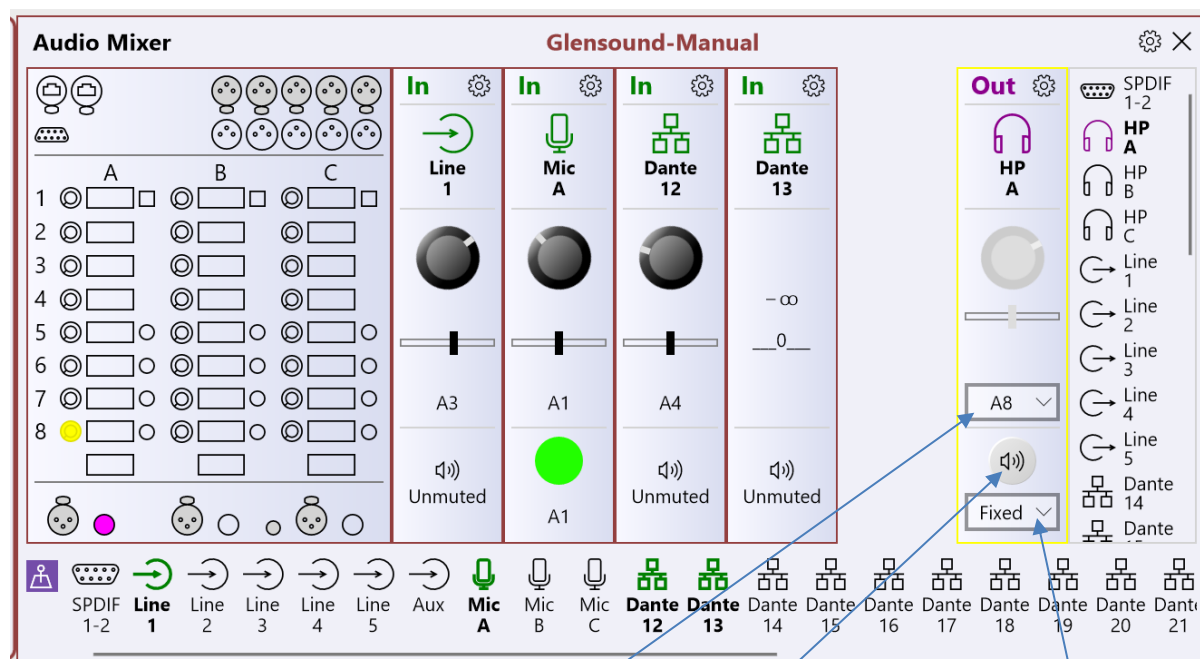 Audio Mixer
Glensound-Manual
A B C
1
2
3
4
5
6
7
8
In
Line
1
A3
Unmuted
In
Mic
A
A1
A1
In
Dante
12
A4
Unmuted
In
Dante
13
-∞
__0__
Unmuted
Out
HP
A
A8
Fixed
SPDIF
1-2
HP
A
HP
B
HP
C
Line
1
Line
2
Line
3
Line
4
Line
5
Dante
14
Dante
SPDIF Line Line Line Line Line Aux Mic Mic Mic Dante Dante Dante Dante Dante Dante Dante Dante Dante Dant
1-2 1 2 3 4 5 A B C 12 13 14 15 16 17 18 19 20 21